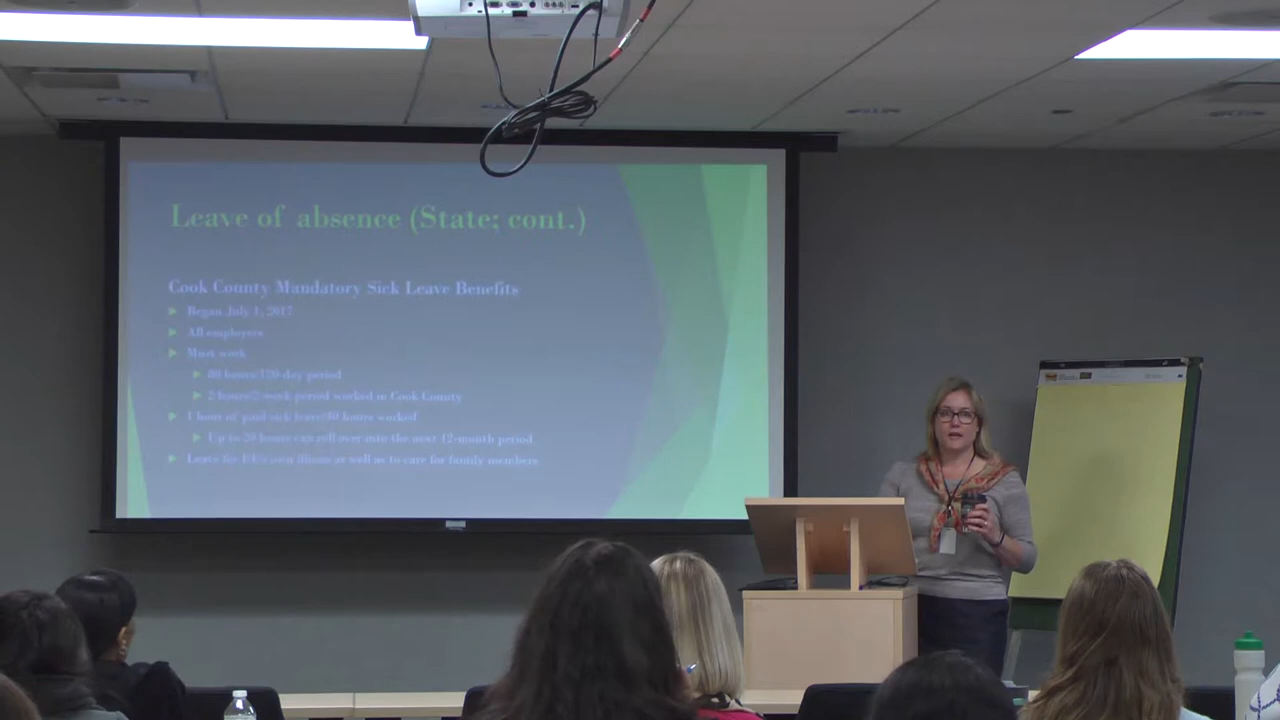 Leave of absence (State; cont.)
Cook County Mandatory Sick Leave Benefits
Began July 1, 2017
All employers
Must work
80 hours/120-day period
2 hours/2-week period worked in Cook County
1 hour of paid sick leave/40 hours worked
Up to 20 hours can roll over into the next 12-month period
Leave for EE's own illness as well as to care for family members